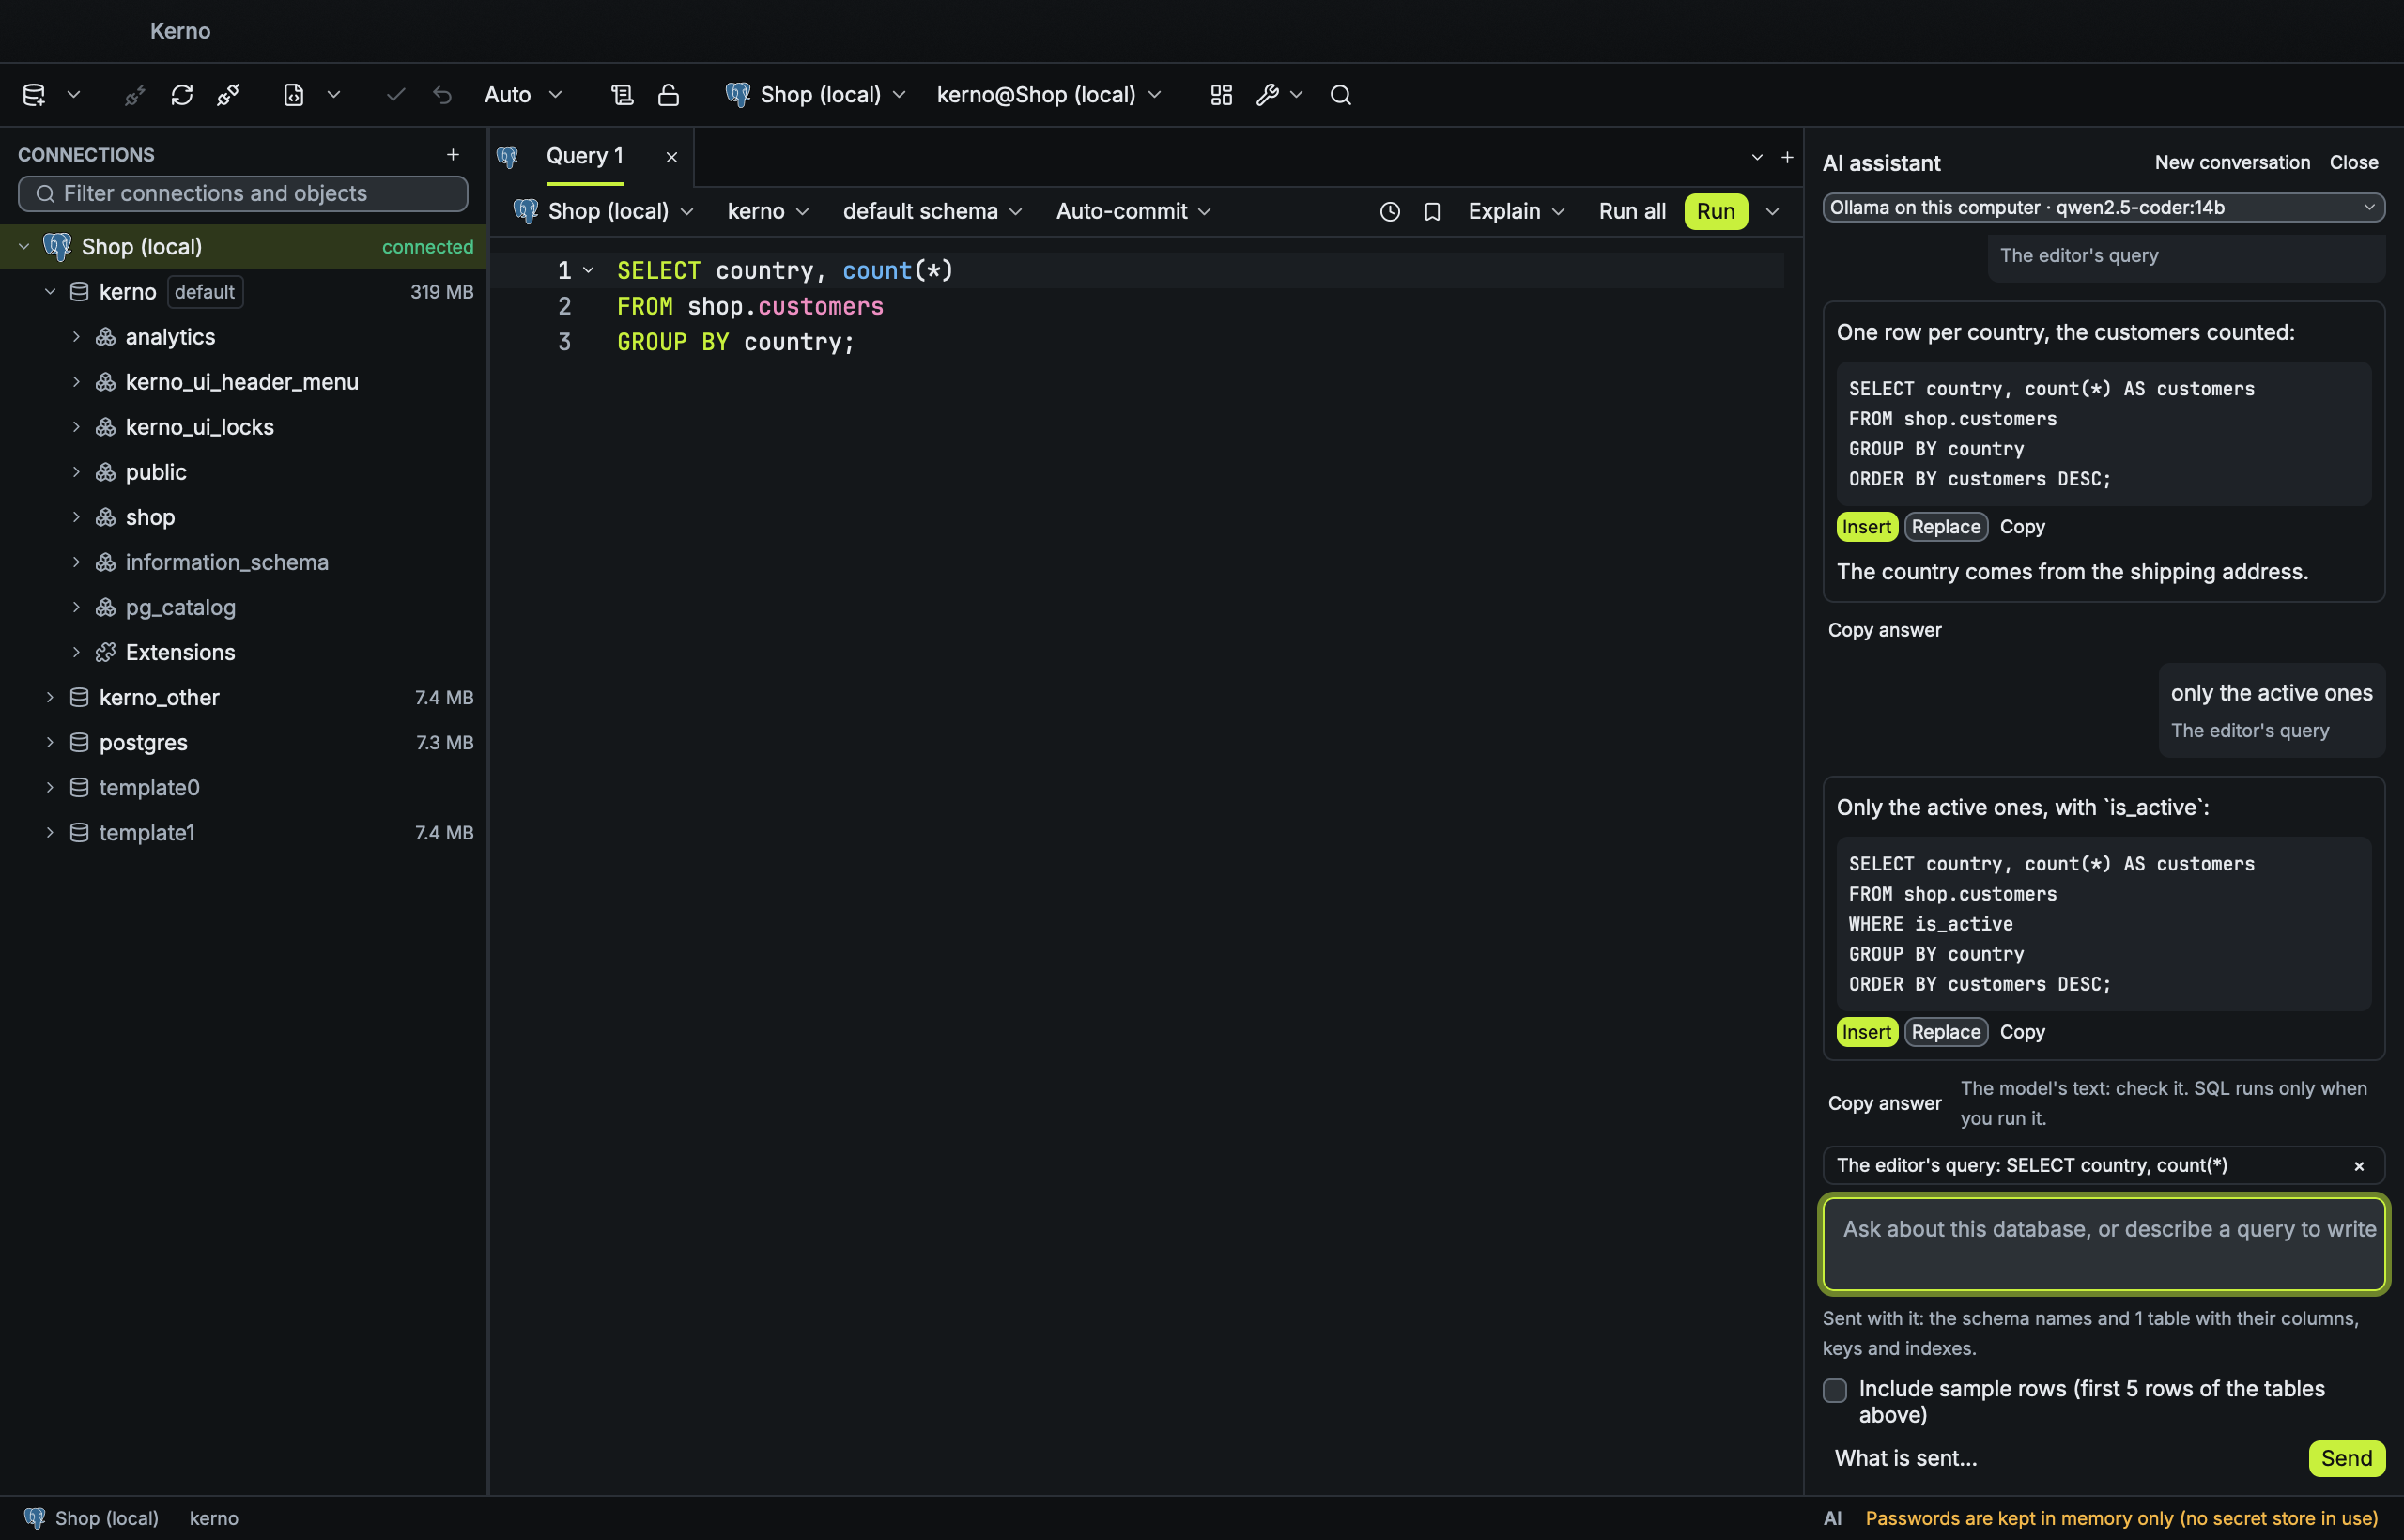 Kerno
Auto
Shop (local)
kerno@Shop (local)
CONNECTIONS
Filter connections and objects
Shop (local) connected
kerno default 319 MB
analytics
kerno_ui_header_menu
kerno_ui_locks
public
shop
information_schema
pg_catalog
Extensions
kerno_other 7.4 MB
postgres 7.3 MB
template0
template1 7.4 MB
Query 1
Shop (local) kerno default schema Auto-commit Explain Run all Run
1 SELECT country, count(*)
2 FROM shop.customers
3 GROUP BY country;
AI assistant New conversation Close
Ollama on this computer · qwen2.5-coder:14b
The editor's query
One row per country, the customers counted:
SELECT country, count(*) AS customers
FROM shop.customers
GROUP BY country
ORDER BY customers DESC;
Insert Replace Copy
The country comes from the shipping address.
Copy answer
only the active ones
The editor's query
Only the active ones, with `is_active`:
SELECT country, count(*) AS customers
FROM shop.customers
WHERE is_active
GROUP BY country
ORDER BY customers DESC;
Insert Replace Copy
Copy answer
The model's text: check it. SQL runs only when
you run it.
The editor's query: SELECT country, count(*)
Ask about this database, or describe a query to write
Sent with it: the schema names and 1 table with their columns,
keys and indexes.
Include sample rows (first 5 rows of the tables
above)
What is sent... Send
Shop (local) kerno
AI Passwords are kept in memory only (no secret store in use)